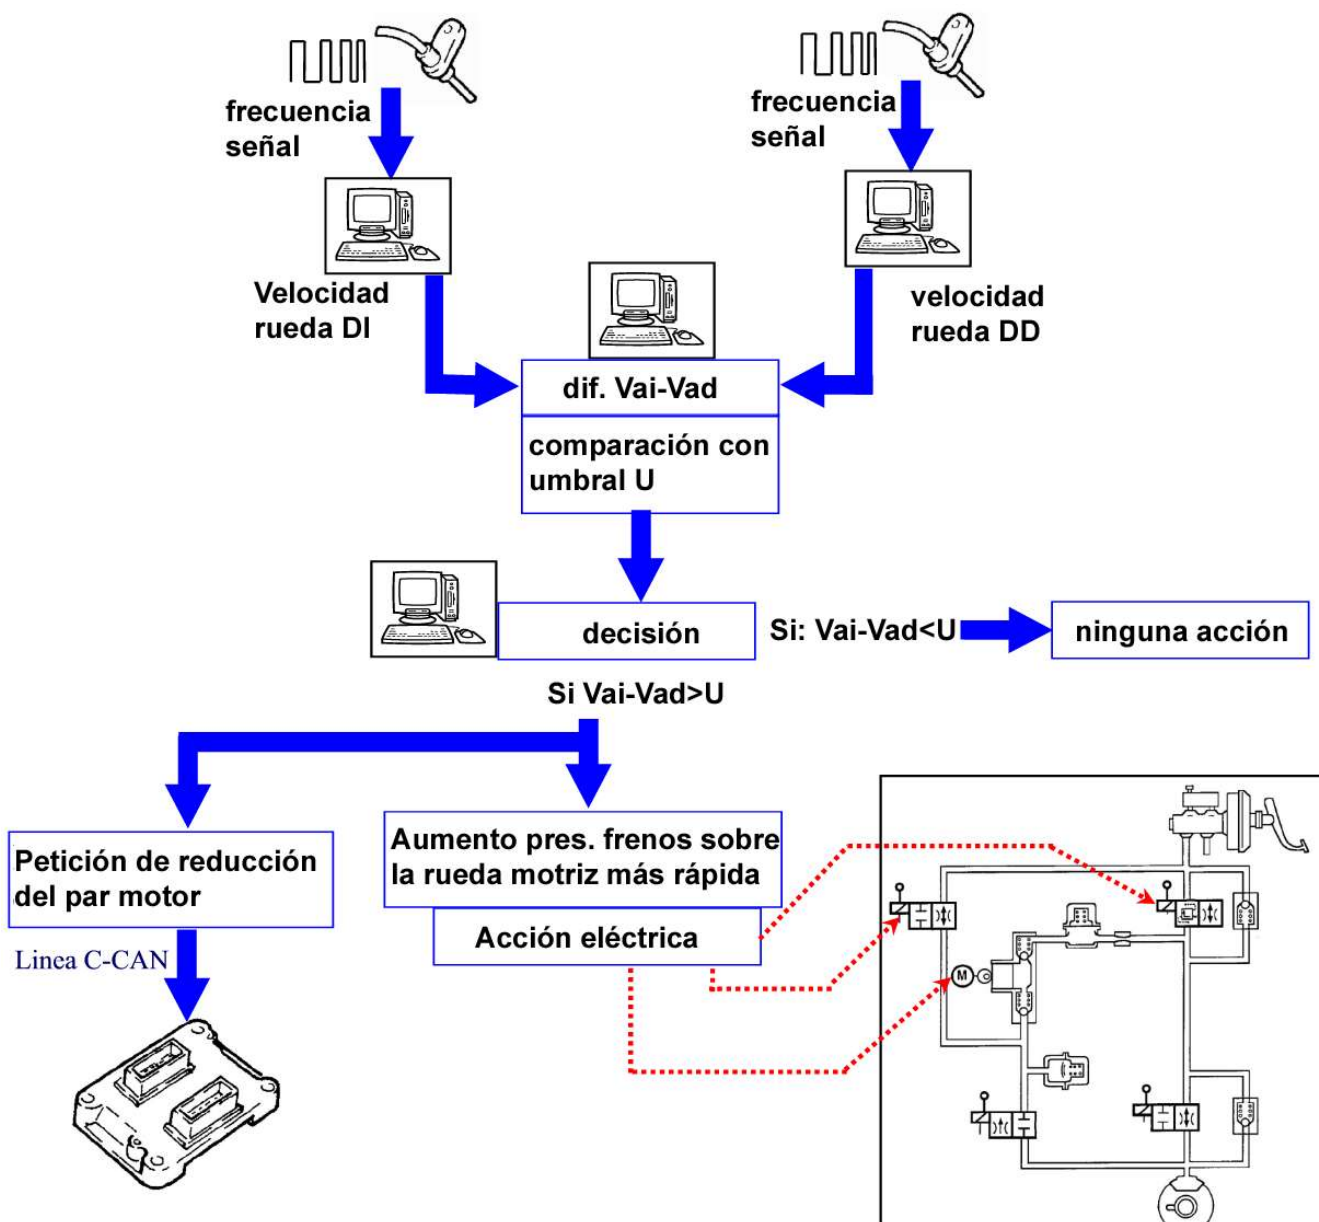 frecuencia
señal
frecuencia
señal
Velocidad
rueda DI
velocidad
rueda DD
dif. Vai-Vad
comparación con
umbral U
decisión
Si: Vai-Vad<U
ninguna acción
Si Vai-Vad>U
Petición de reducción
del par motor
Aumento pres. frenos sobre
la rueda motriz más rápida
Acción eléctrica
Linea C-CAN
M